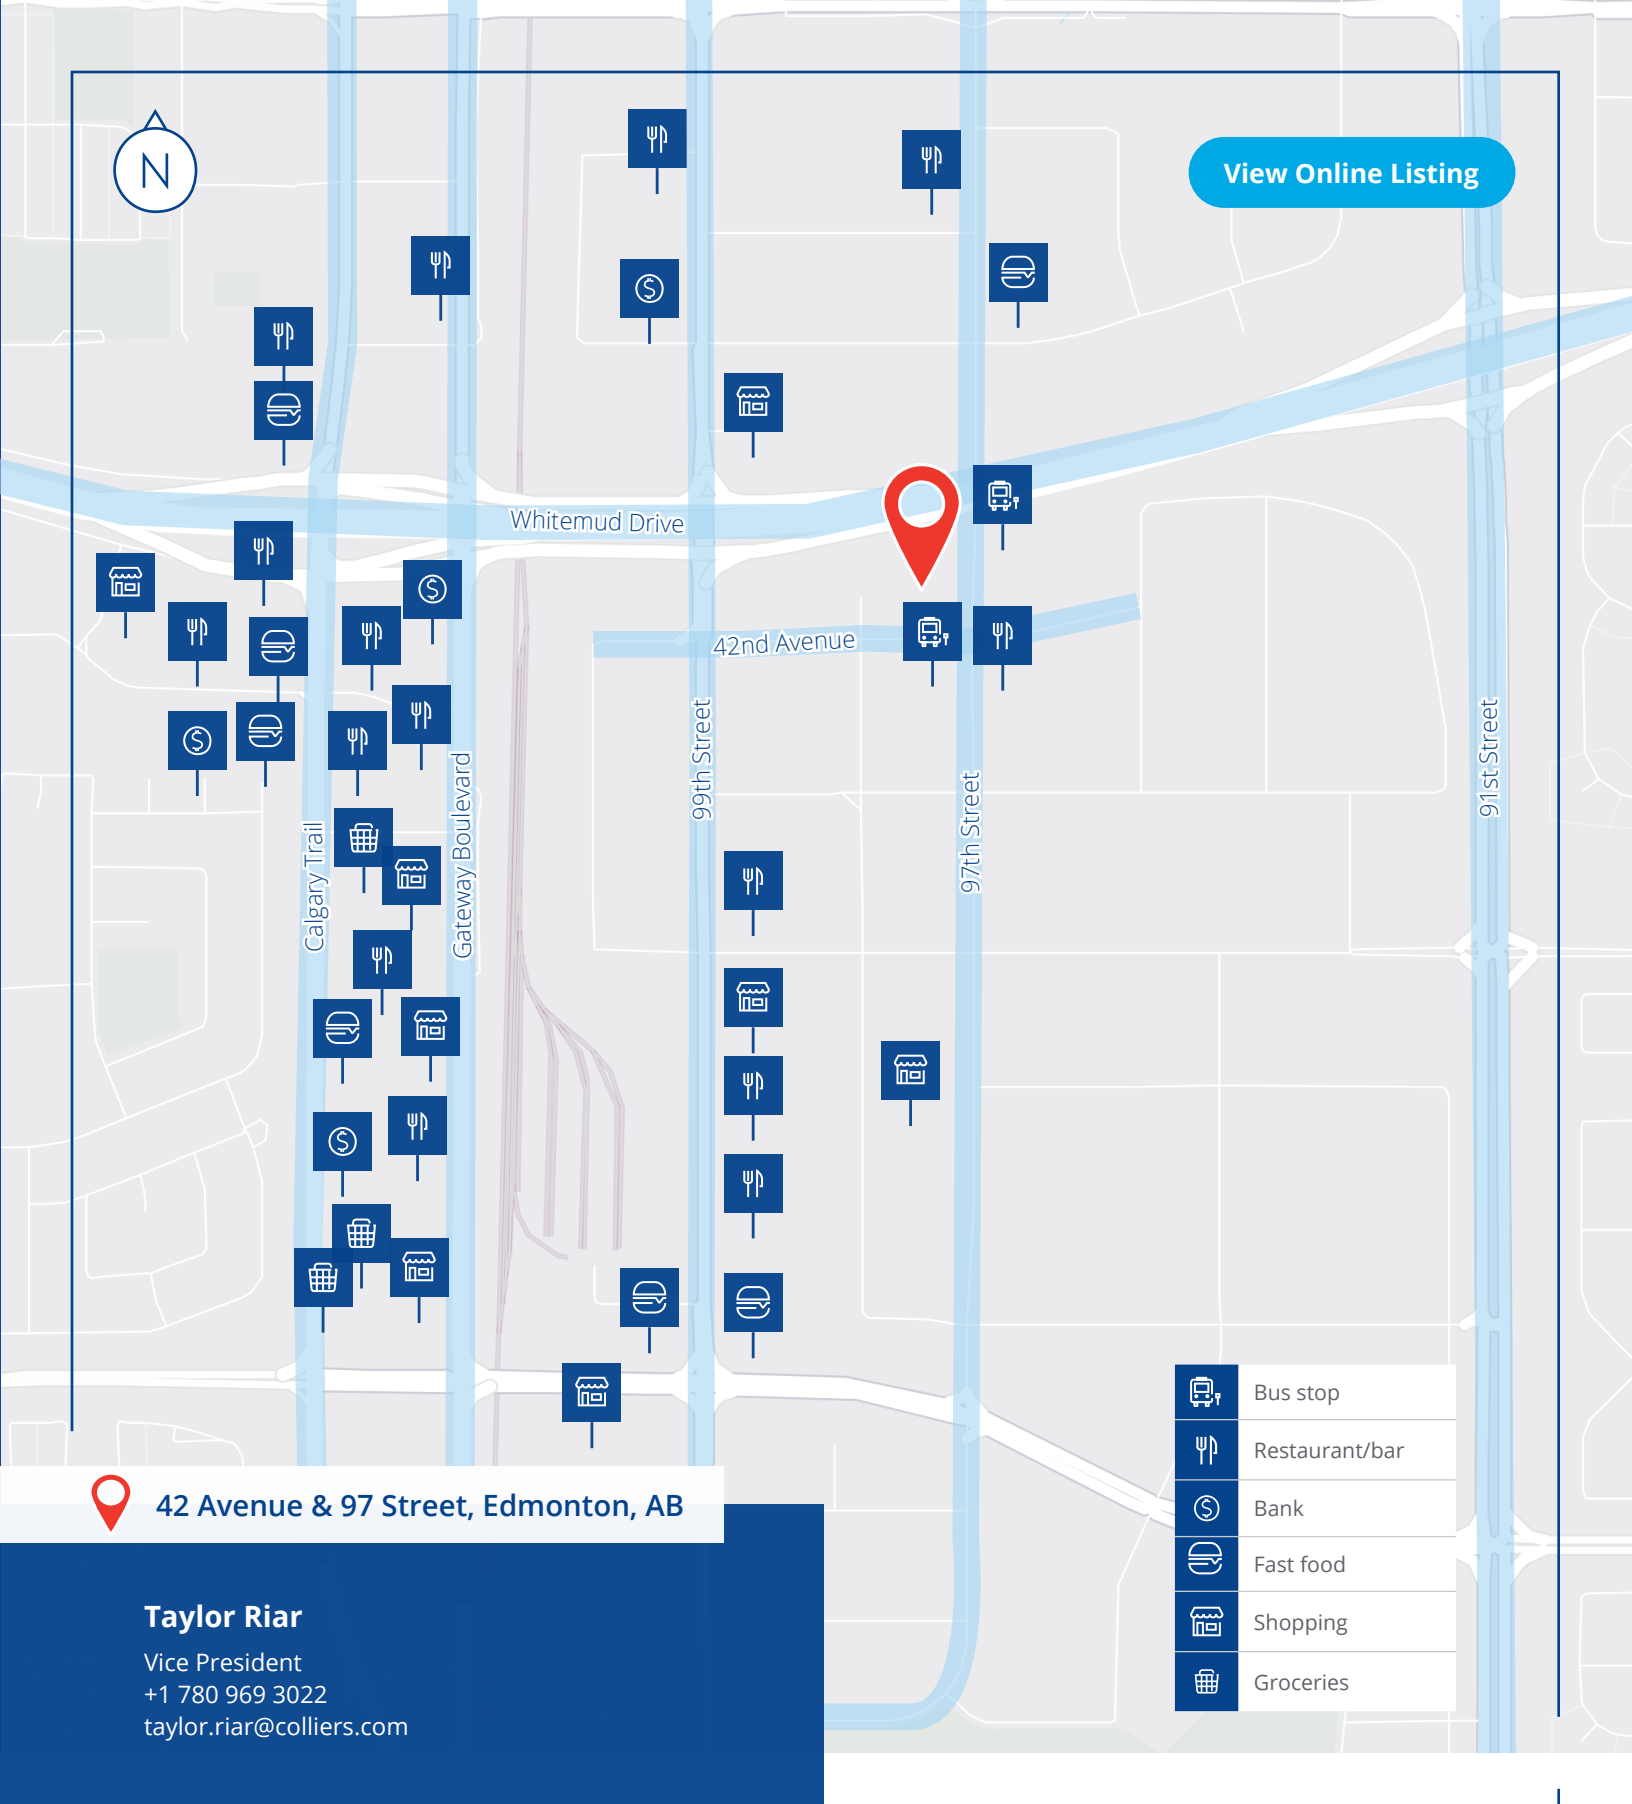 N
View Online Listing
Whitemud Drive
42nd Avenue
99th Street
91st Street
Gateway Boulevard
97th Street
Calgary Trail
Bus stop
Restaurant/bar
Bank
Fast food
Shopping
Groceries
42 Avenue & 97 Street, Edmonton, AB
Taylor Riar
Vice President
+1 780 969 3022
taylor.riar@colliers.com